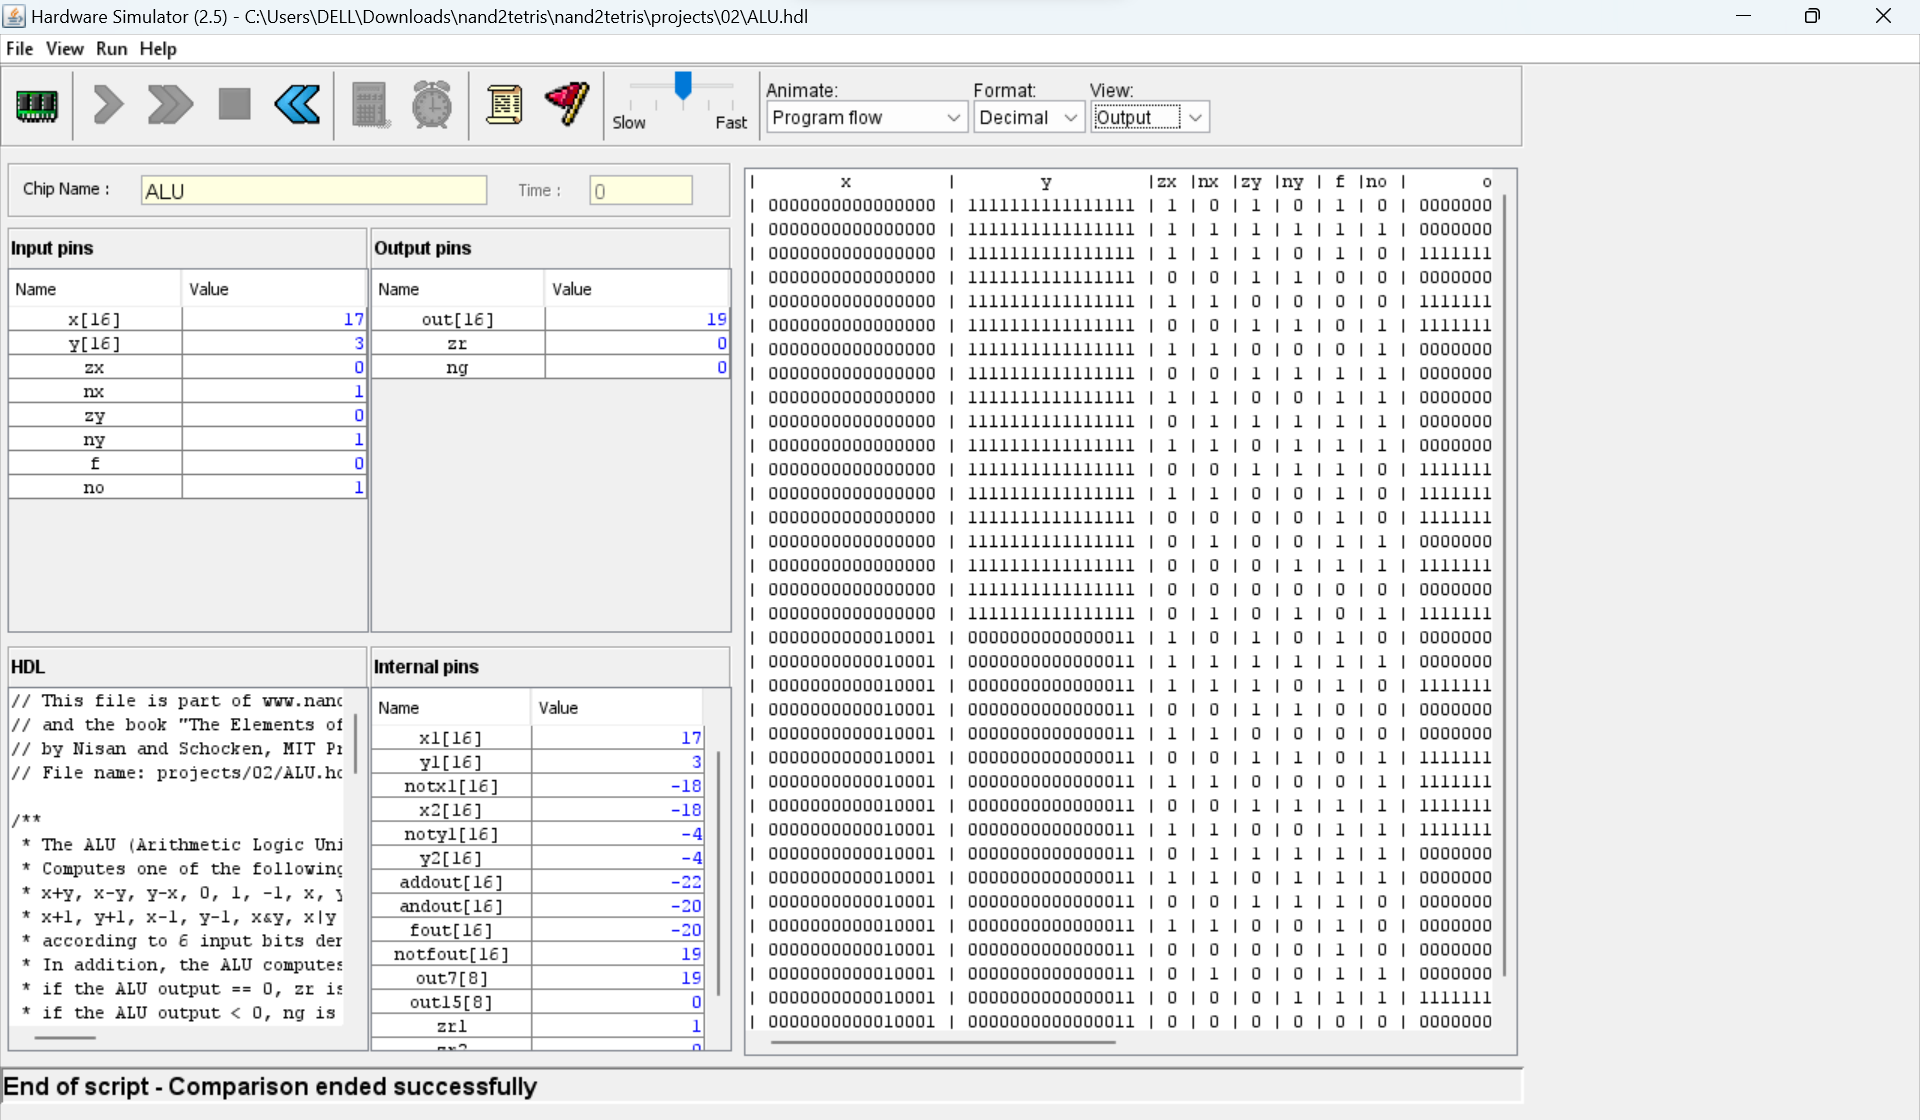 Hardware Simulator (2.5) - C:\Users\DELL\Downloads\nand2tetris\nand2tetris\projects\02\ALU.hdl
File View Run Help
Slow Fast
Animate: Format: View:
Program flow Decimal Output
Chip Name : ALU Time : 0
Input pins
Name Value
x[16] 17
y[16] 3
zx 0
nx 1
zy 0
ny 1
f 0
no 1
Output pins
Name Value
out[16] 19
zr 0
ng 0
HDL
// This file is part of www.nand
// and the book "The Elements of
// by Nisan and Schocken, MIT Pr
// File name: projects/02/ALU.hd
/**
* The ALU (Arithmetic Logic Uni
* Computes one of the following
* x+y, x-y, y-x, 0, 1, -1, x, y
* x+1, y+1, x-1, y-1, x&y, x|y
* according to 6 input bits den
* In addition, the ALU computes
* if the ALU output == 0, zr is
* if the ALU output < 0, ng is
Internal pins
Name Value
x1[16] 17
y1[16] 3
notx1[16] -18
x2[16] -18
noty1[16] -4
y2[16] -4
addout[16] -22
andout[16] -20
fout[16] -20
notfout[16] 19
out7[8] 19
out15[8] 0
zr1 1
zr2 0
| x | y |zx |nx |zy |ny | f |no | o
| 0000000000000000 | 1111111111111111 | 1 | 0 | 1 | 0 | 1 | 0 | 0000000
| 0000000000000000 | 1111111111111111 | 1 | 1 | 1 | 1 | 1 | 1 | 0000000
| 0000000000000000 | 1111111111111111 | 1 | 1 | 1 | 0 | 1 | 0 | 1111111
| 0000000000000000 | 1111111111111111 | 0 | 0 | 1 | 1 | 0 | 0 | 0000000
| 0000000000000000 | 1111111111111111 | 1 | 1 | 0 | 0 | 0 | 0 | 1111111
| 0000000000000000 | 1111111111111111 | 0 | 0 | 1 | 1 | 0 | 1 | 1111111
| 0000000000000000 | 1111111111111111 | 1 | 1 | 0 | 0 | 0 | 1 | 0000000
| 0000000000000000 | 1111111111111111 | 0 | 0 | 1 | 1 | 1 | 1 | 0000000
| 0000000000000000 | 1111111111111111 | 1 | 1 | 0 | 0 | 1 | 1 | 0000000
| 0000000000000000 | 1111111111111111 | 0 | 1 | 1 | 1 | 1 | 1 | 0000000
| 0000000000000000 | 1111111111111111 | 1 | 1 | 0 | 1 | 1 | 1 | 0000000
| 0000000000000000 | 1111111111111111 | 0 | 0 | 1 | 1 | 1 | 0 | 1111111
| 0000000000000000 | 1111111111111111 | 1 | 1 | 0 | 0 | 1 | 0 | 1111111
| 0000000000000000 | 1111111111111111 | 0 | 0 | 0 | 0 | 1 | 0 | 1111111
| 0000000000000000 | 1111111111111111 | 0 | 1 | 0 | 0 | 1 | 1 | 0000000
| 0000000000000000 | 1111111111111111 | 0 | 0 | 0 | 1 | 1 | 1 | 1111111
| 0000000000000000 | 1111111111111111 | 0 | 0 | 0 | 0 | 0 | 0 | 0000000
| 0000000000000000 | 1111111111111111 | 0 | 1 | 0 | 1 | 0 | 1 | 1111111
| 0000000000010001 | 0000000000000011 | 1 | 0 | 1 | 0 | 1 | 0 | 0000000
| 0000000000010001 | 0000000000000011 | 1 | 1 | 1 | 1 | 1 | 1 | 0000000
| 0000000000010001 | 0000000000000011 | 1 | 1 | 1 | 0 | 1 | 0 | 1111111
| 0000000000010001 | 0000000000000011 | 0 | 0 | 1 | 1 | 0 | 0 | 0000000
| 0000000000010001 | 0000000000000011 | 1 | 1 | 0 | 0 | 0 | 0 | 0000000
| 0000000000010001 | 0000000000000011 | 0 | 0 | 1 | 1 | 0 | 1 | 1111111
| 0000000000010001 | 0000000000000011 | 1 | 1 | 0 | 0 | 0 | 1 | 1111111
| 0000000000010001 | 0000000000000011 | 0 | 0 | 1 | 1 | 1 | 1 | 1111111
| 0000000000010001 | 0000000000000011 | 1 | 1 | 0 | 0 | 1 | 1 | 1111111
| 0000000000010001 | 0000000000000011 | 0 | 1 | 1 | 1 | 1 | 1 | 0000000
| 0000000000010001 | 0000000000000011 | 1 | 1 | 0 | 1 | 1 | 1 | 0000000
| 0000000000010001 | 0000000000000011 | 0 | 0 | 1 | 1 | 1 | 0 | 0000000
| 0000000000010001 | 0000000000000011 | 1 | 1 | 0 | 0 | 1 | 0 | 0000000
| 0000000000010001 | 0000000000000011 | 0 | 0 | 0 | 0 | 1 | 0 | 0000000
| 0000000000010001 | 0000000000000011 | 0 | 1 | 0 | 0 | 1 | 1 | 0000000
| 0000000000010001 | 0000000000000011 | 0 | 0 | 0 | 1 | 1 | 1 | 1111111
| 0000000000010001 | 0000000000000011 | 0 | 0 | 0 | 0 | 0 | 0 | 0000000
End of script - Comparison ended successfully